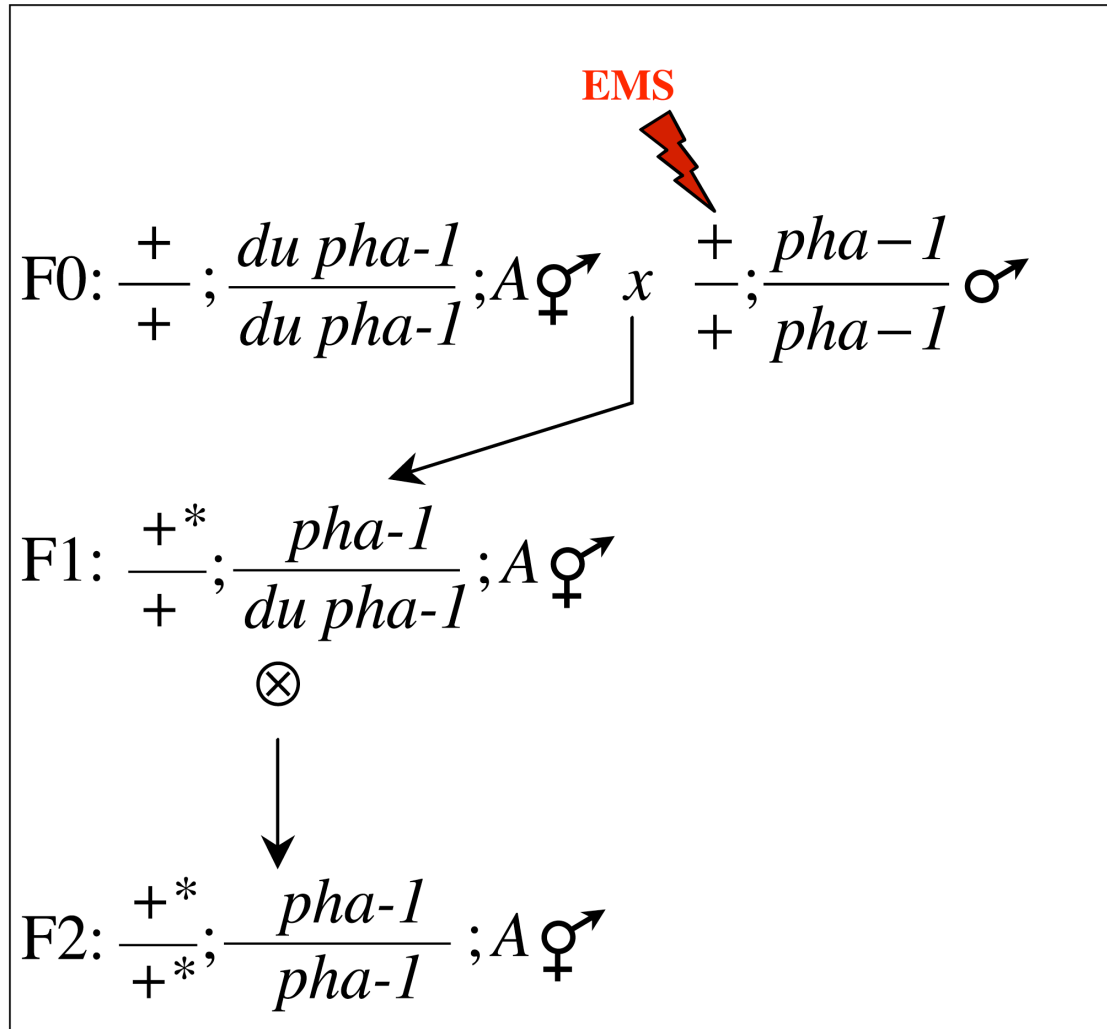 EMS
F0: + / + ; du pha-1 / du pha-1 ; A ⚥ x + / + ; pha–1 / pha–1 ♂
F1: +* / + ; pha-1 / du pha-1 ; A ⚥
⊗
F2: +* / +* ; pha-1 / pha-1 ; A ⚥